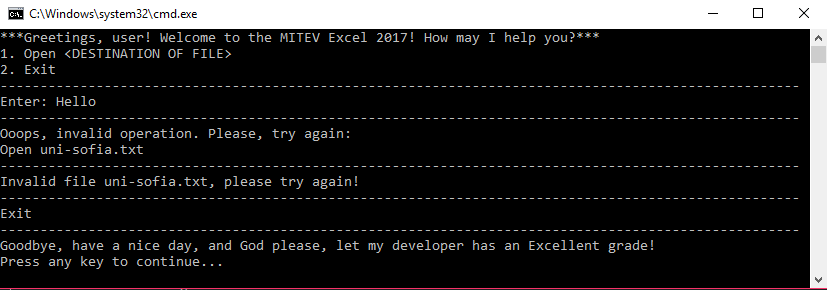 C:\Windows\system32\cmd.exe
***Greetings, user! Welcome to the MITEV Excel 2017! How may I help you?***
1. Open <DESTINATION OF FILE>
2. Exit
----------------------------------------------------------------------------------------------------
Enter: Hello
----------------------------------------------------------------------------------------------------
Ooops, invalid operation. Please, try again:
Open uni-sofia.txt
----------------------------------------------------------------------------------------------------
Invalid file uni-sofia.txt, please try again!
----------------------------------------------------------------------------------------------------
Exit
----------------------------------------------------------------------------------------------------
Goodbye, have a nice day, and God please, let my developer has an Excellent grade!
Press any key to continue...